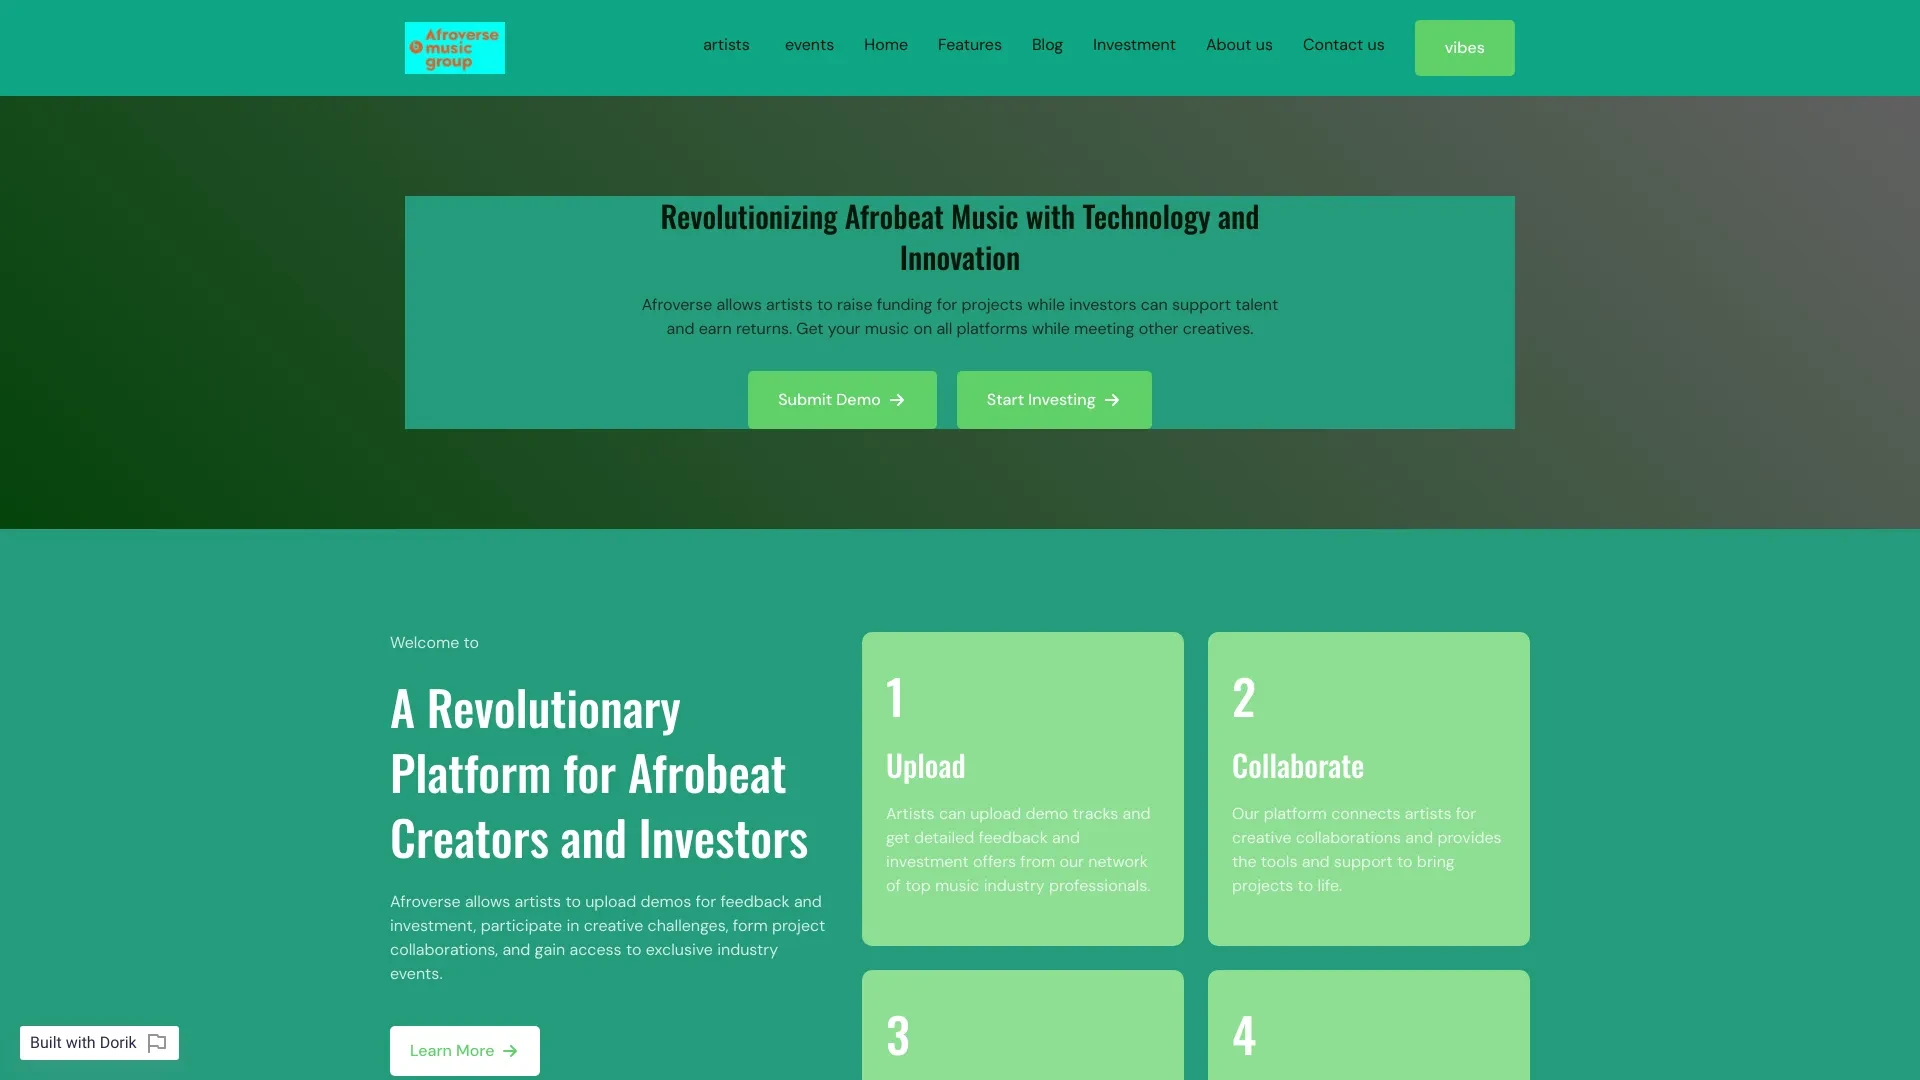 Afroverse
music
group
artists
events
Home
Features
Blog
Investment
About us
Contact us
vibes
Revolutionizing Afrobeat Music with Technology and
Innovation
Afroverse allows artists to raise funding for projects while investors can support talent
and earn returns. Get your music on all platforms while meeting other creatives.
Submit Demo
Start Investing
Welcome to
A Revolutionary
Platform for Afrobeat
Creators and Investors
Afroverse allows artists to upload demos for feedback and
investment, participate in creative challenges, form project
collaborations, and gain access to exclusive industry
events.
Learn More
1
Upload
Artists can upload demo tracks and
get detailed feedback and
investment offers from our network
of top music industry professionals.
2
Collaborate
Our platform connects artists for
creative collaborations and provides
the tools and support to bring
projects to life.
3
4
Built with Dorik